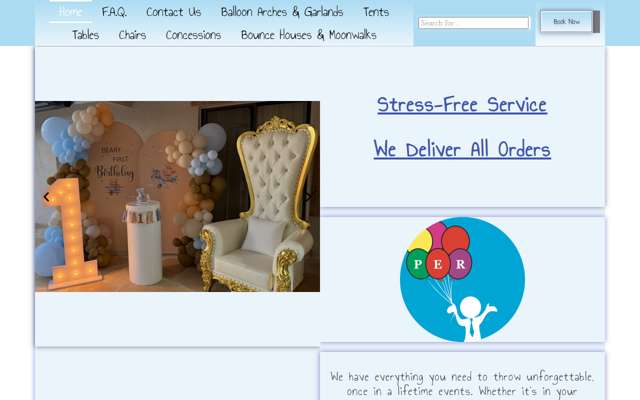 Home F.A.Q. Contact Us Balloon Arches & Garlands Tents
Tables Chairs Concessions Bounce Houses & Moonwalks
Search for...
Book Now
Stress-Free Service
We Deliver All Orders
BEARY
FIRST
Birthday
1
P E R
We have everything you need to throw unforgettable,
once in a lifetime events. Whether it's in your